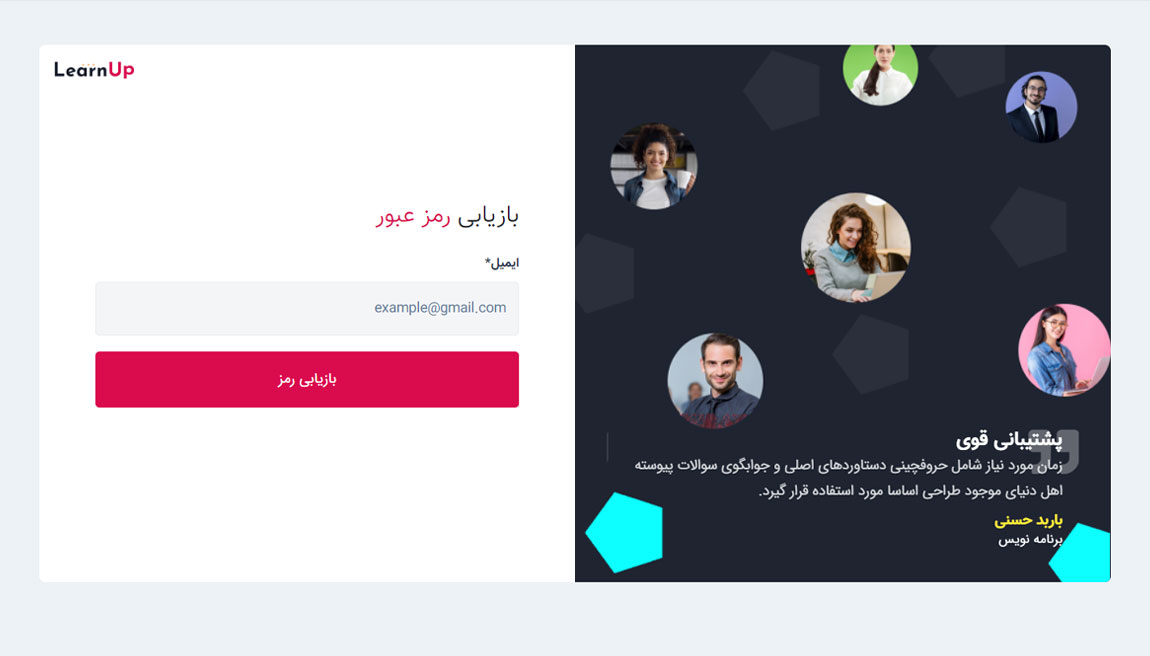 LearnUp
بازیابی رمز عبور
ایمیل*
example@gmail.com
بازیابی رمز
پشتیبانی قوی
زمان مورد نیاز شامل حروفچینی دستاوردهای اصلی و جوابگوی سوالات پیوسته
اهل دنیای موجود طراحی اساسا مورد استفاده قرار گیرد.
باربد حسنی
برنامه نویس